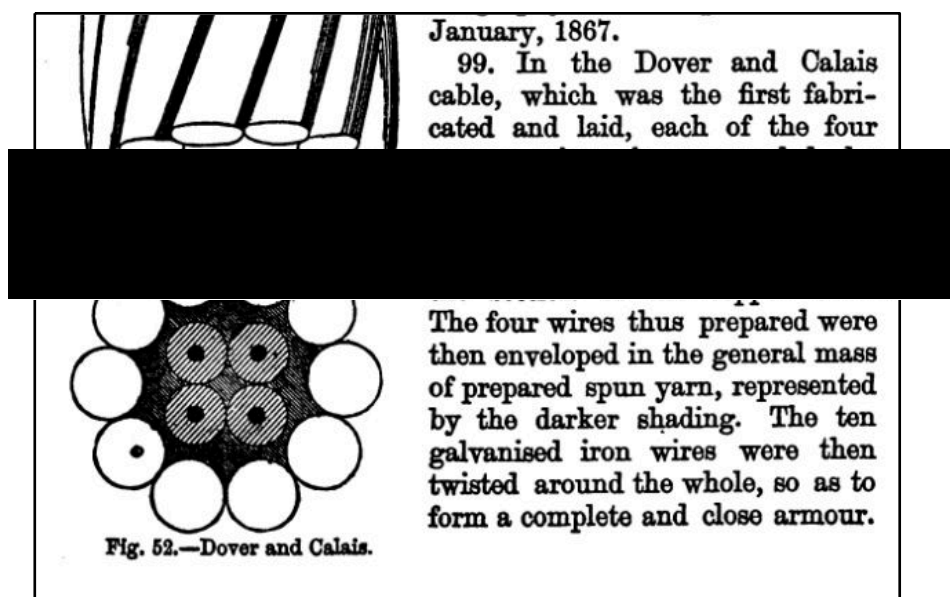 January, 1867.
99. In the Dover and Calais
cable, which was the first fabri-
cated and laid, each of the four
The four wires thus prepared were
then enveloped in the general mass
of prepared spun yarn, represented
by the darker shading. The ten
galvanised iron wires were then
twisted around the whole, so as to
form a complete and close armour.
Fig. 52.—Dover and Calais.